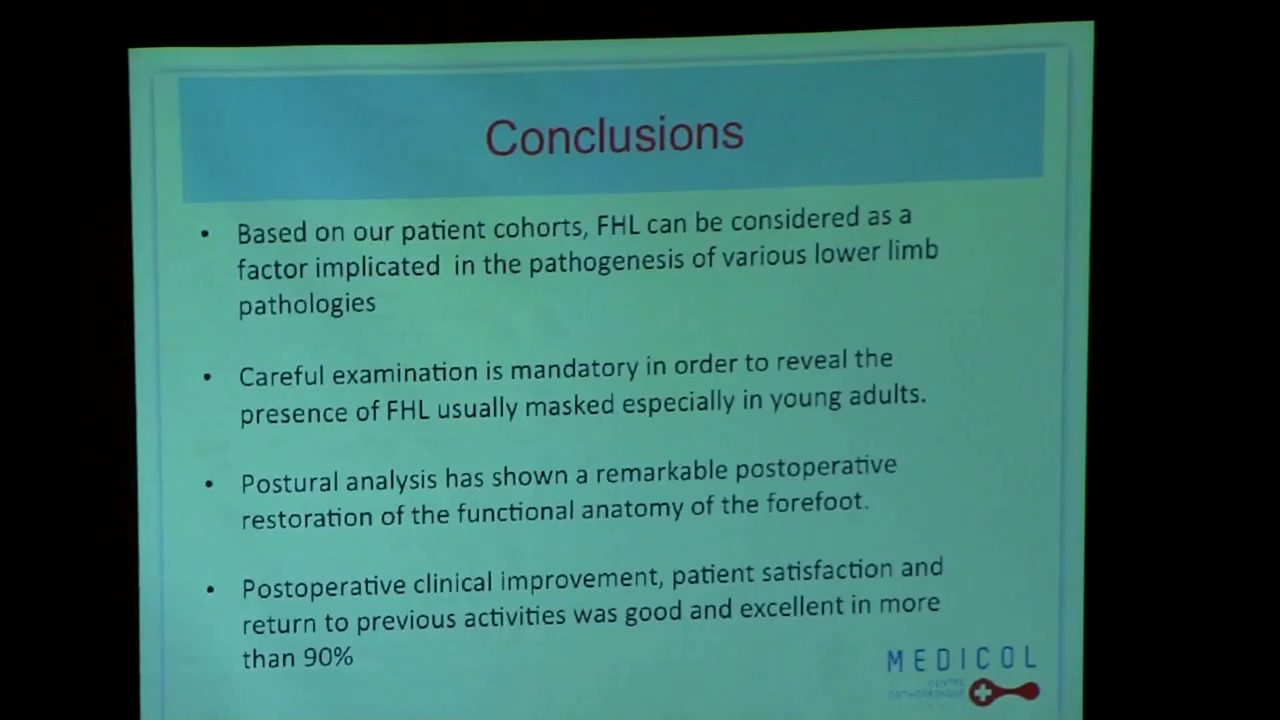 Conclusions
• Based on our patient cohorts, FHL can be considered as a
factor implicated in the pathogenesis of various lower limb
pathologies
• Careful examination is mandatory in order to reveal the
presence of FHL usually masked especially in young adults.
• Postural analysis has shown a remarkable postoperative
restoration of the functional anatomy of the forefoot.
• Postoperative clinical improvement, patient satisfaction and
return to previous activities was good and excellent in more
than 90%
MEDICOL
CENTRE